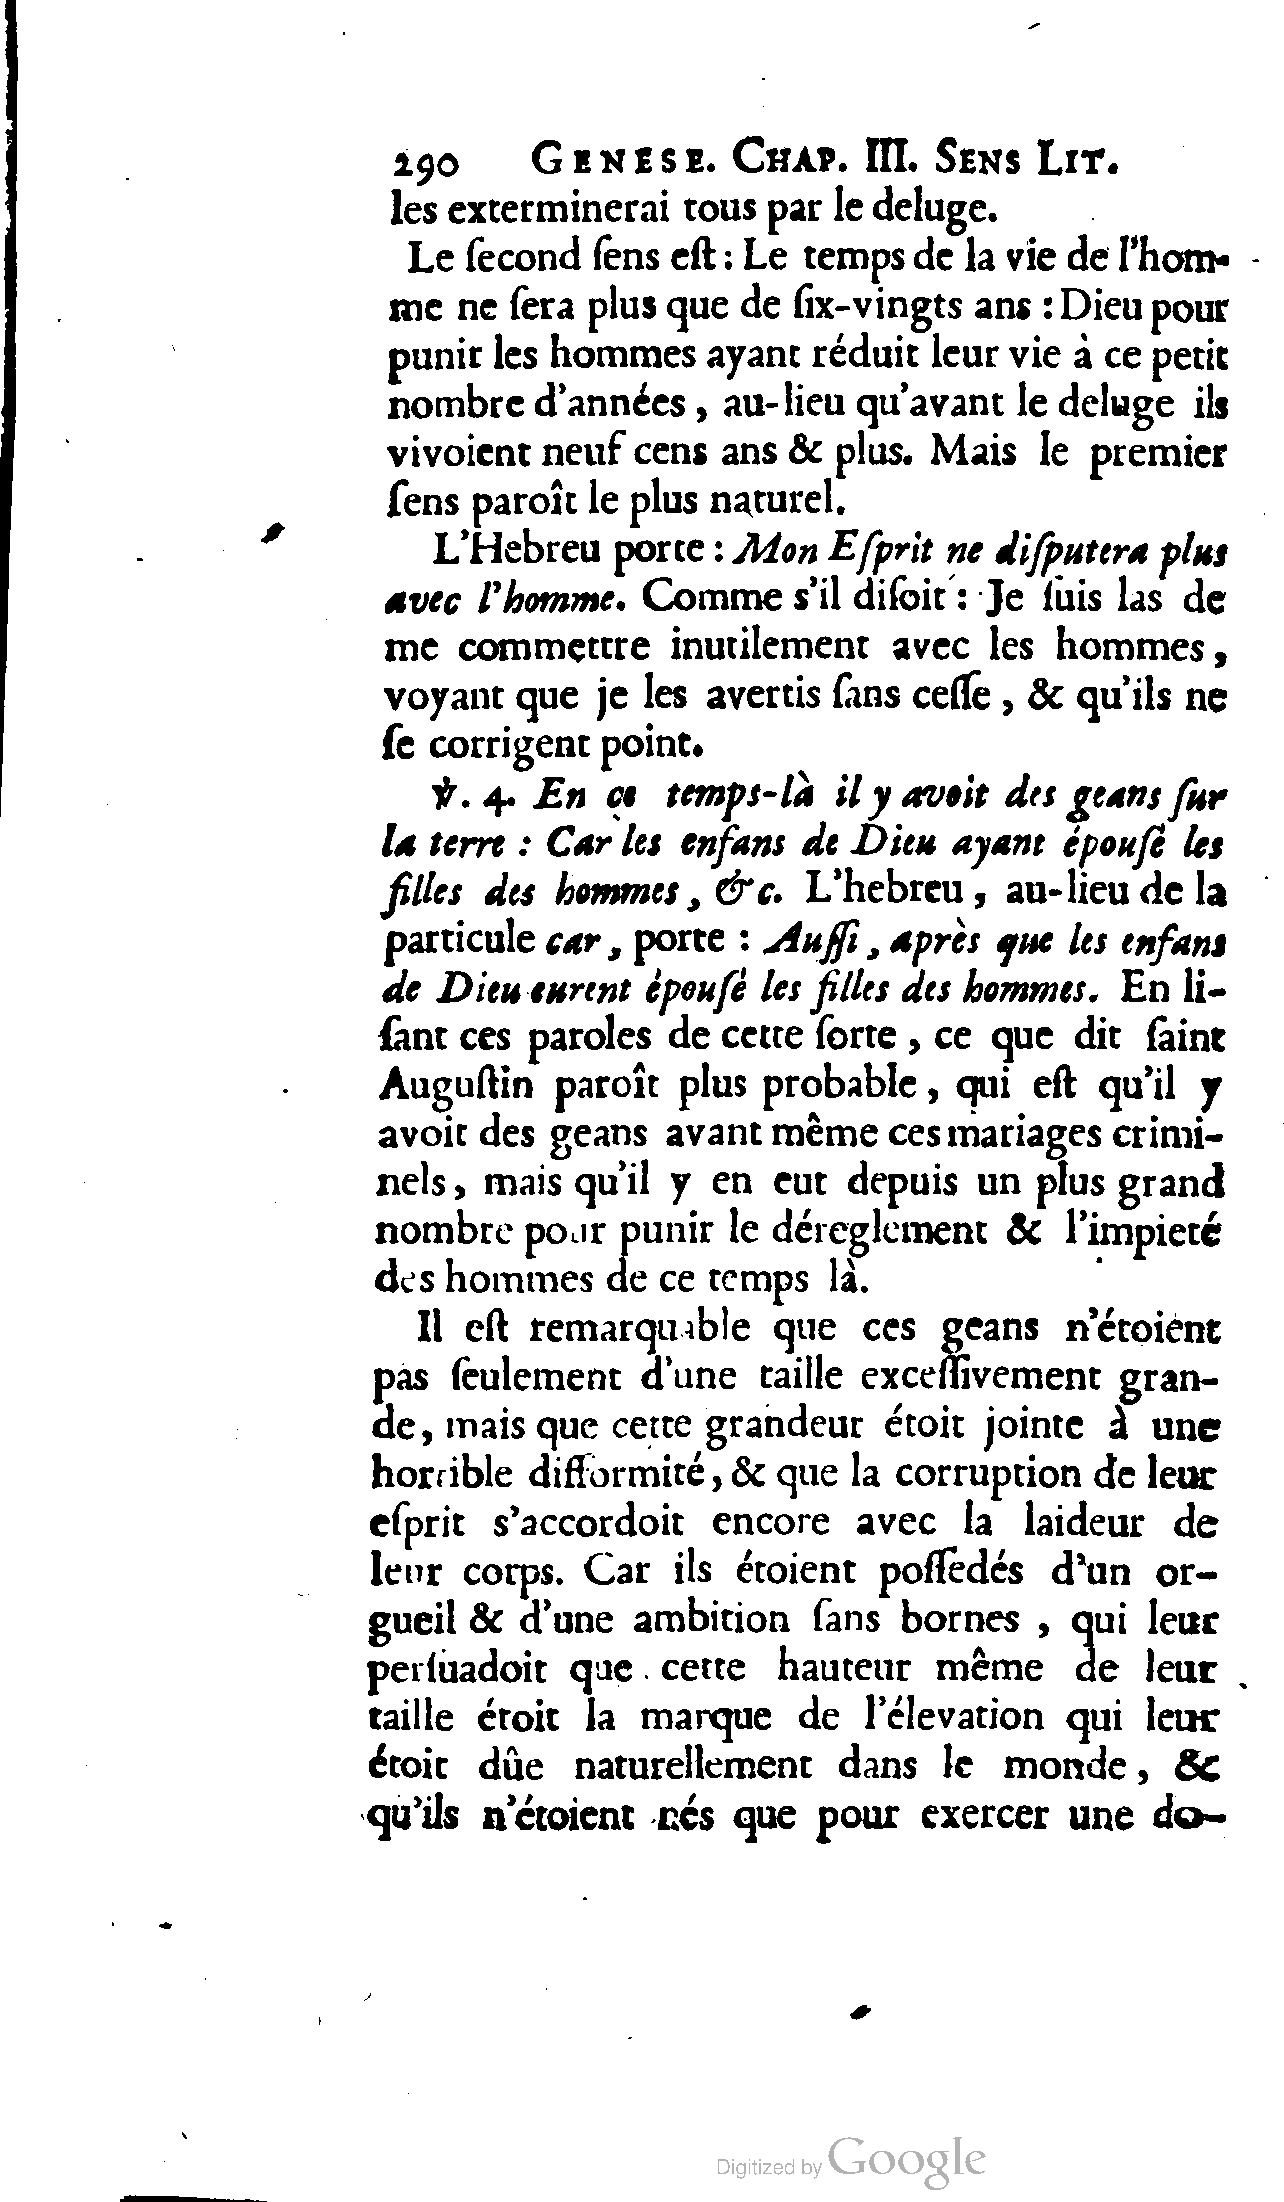 290 GENESE. CHAP. III. SENS LIT.
les exterminerai tous par le deluge.
Le ſecond ſens eſt : Le temps de la vie de l'hom-
me ne ſera plus que de ſix-vingts ans : Dieu pour
punir les hommes ayant réduit leur vie à ce petit
nombre d'années, au-lieu qu'avant le deluge ils
vivoient neuf cens ans & plus. Mais le premier
ſens paroît le plus naturel.
L'Hebreu porte : Mon Eſprit ne diſputera plus
avec l'homme. Comme s'il diſoit : Je ſuis las de
me commettre inutilement avec les hommes,
voyant que je les avertis ſans ceſſe, & qu'ils ne
ſe corrigent point.
℣. 4. En ce temps-là il y avoit des geans ſur
la terre : Car les enfans de Dieu ayant épouſé les
filles des hommes, &c. L'hebreu, au-lieu de la
particule car, porte : Auſſi, après que les enfans
de Dieu eurent épouſé les filles des hommes. En li-
ſant ces paroles de cette ſorte, ce que dit ſaint
Auguſtin paroît plus probable, qui eſt qu'il y
avoit des geans avant même ces mariages crimi-
nels, mais qu'il y en eut depuis un plus grand
nombre pour punir le déreglement & l'impieté
des hommes de ce temps là.
Il eſt remarquable que ces geans n'étoient
pas ſeulement d'une taille exceſſivement gran-
de, mais que cette grandeur étoit jointe à une
horrible difformité, & que la corruption de leur
eſprit s'accordoit encore avec la laideur de
leur corps. Car ils étoient poſſedés d'un or-
gueil & d'une ambition ſans bornes, qui leur
perſuadoit que cette hauteur même de leur
taille étoit la marque de l'élevation qui leur
étoit dûe naturellement dans le monde, &
qu'ils n'étoient nés que pour exercer une do-
Digitized by Google